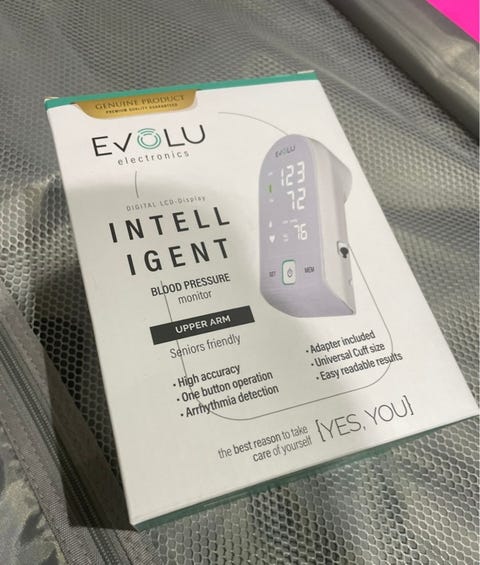 GENUINE PRODUCT
PREMIUM QUALITY GUARANTEED
EVOLU
electronics
DIGITAL LCD-Display
INTELL
IGENT
BLOOD PRESSURE
monitor
UPPER ARM
Seniors friendly
• High accuracy
• One button operation
• Arrhythmia detection
• Adapter included
• Universal Cuff size
• Easy readable results
the best reason to take
care of yourself
[YES, YOU]
EVOLU
123
72
76
SET
MEM